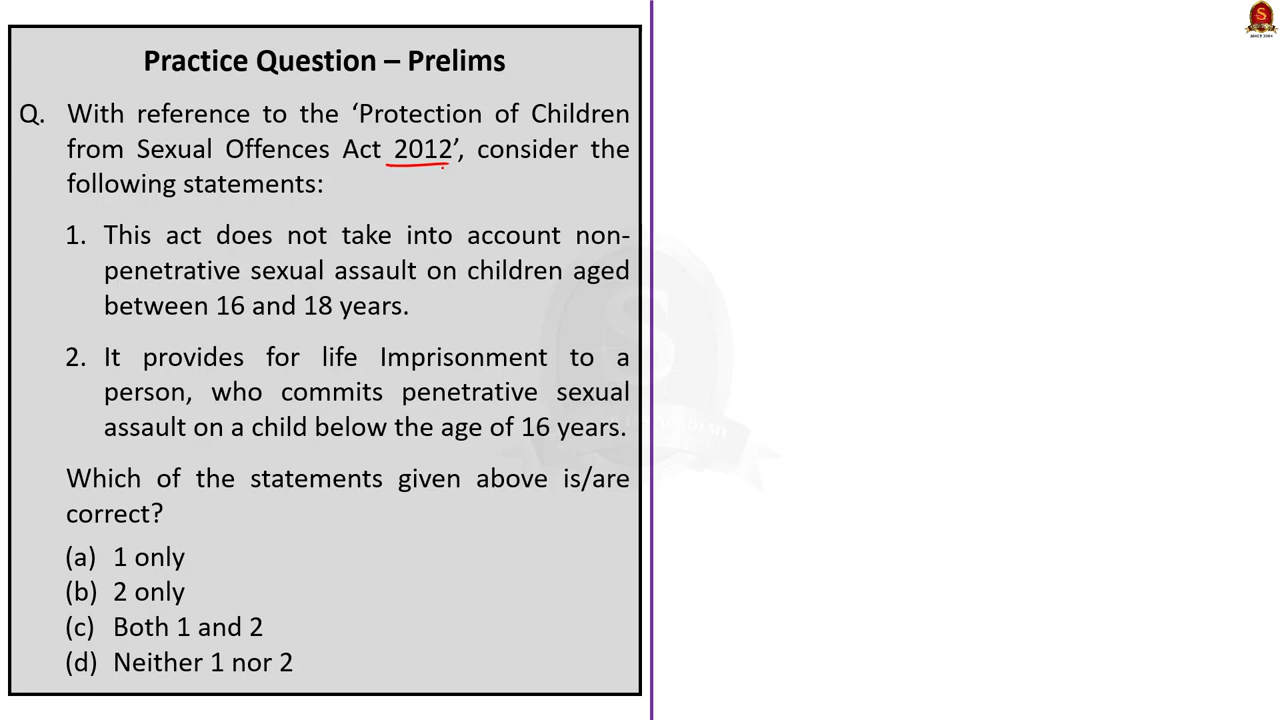 Practice Question – Prelims
Q. With reference to the ‘Protection of Children
from Sexual Offences Act 2012’, consider the
following statements:
1. This act does not take into account non-
penetrative sexual assault on children aged
between 16 and 18 years.
2. It provides for life Imprisonment to a
person, who commits penetrative sexual
assault on a child below the age of 16 years.
Which of the statements given above is/are
correct?
(a) 1 only
(b) 2 only
(c) Both 1 and 2
(d) Neither 1 nor 2
S
SINCE 2004